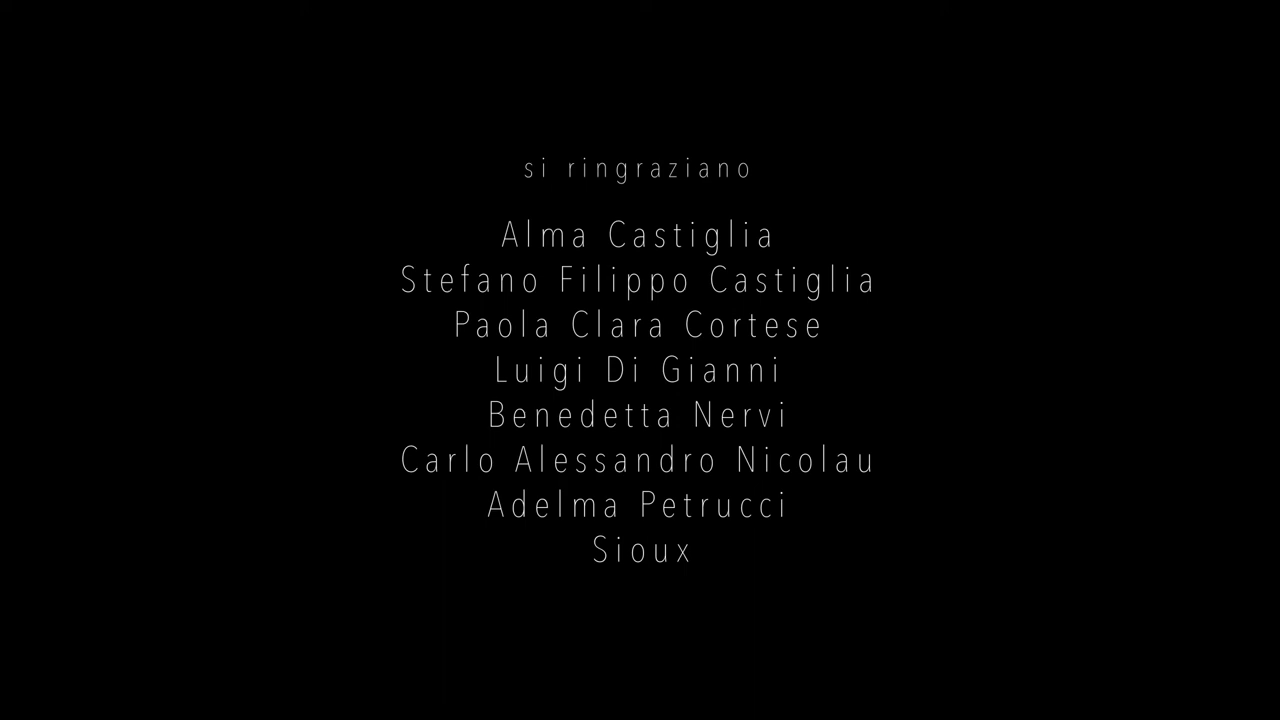 si ringraziano
Alma Castiglia
Stefano Filippo Castiglia
Paola Clara Cortese
Luigi Di Gianni
Benedetta Nervi
Carlo Alessandro Nicolau
Adelma Petrucci
Sioux